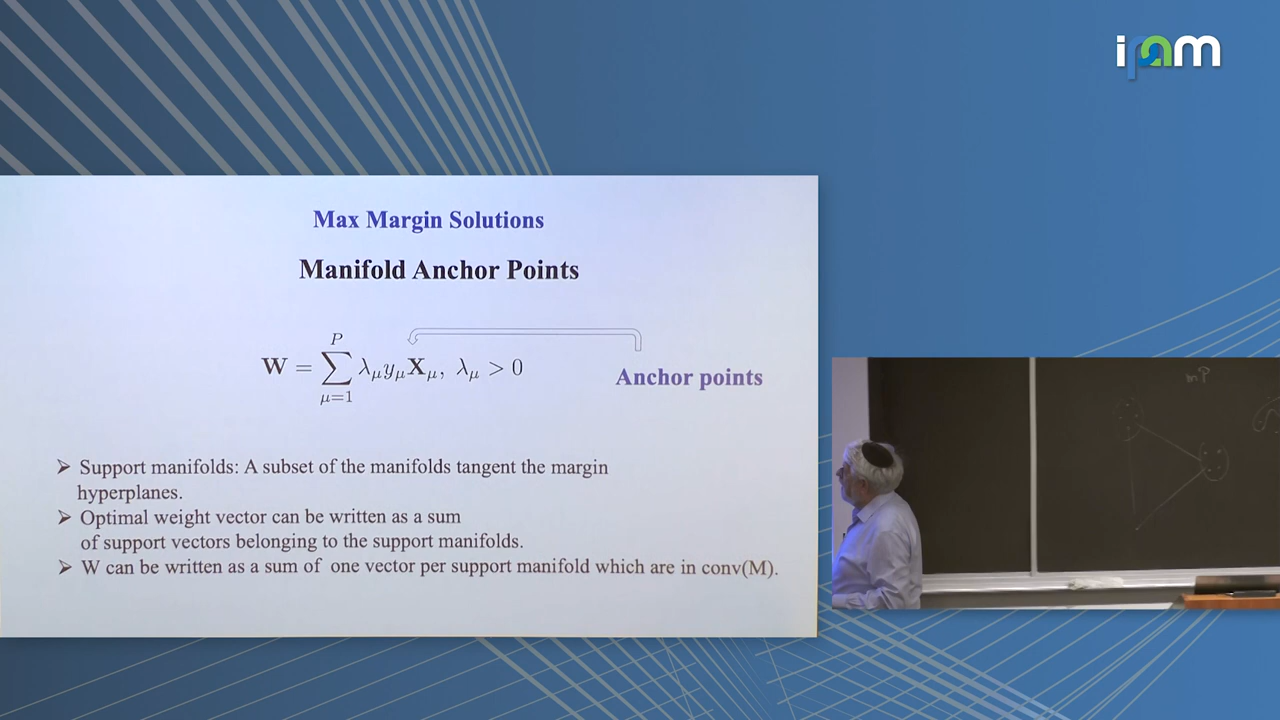 ipam
Max Margin Solutions
Manifold Anchor Points
W = \sum_{μ=1}^{P} λ_μ y_μ X_μ, λ_μ > 0
Anchor points
➢ Support manifolds: A subset of the manifolds tangent the margin
hyperplanes.
➢ Optimal weight vector can be written as a sum
of support vectors belonging to the support manifolds.
➢ W can be written as a sum of one vector per support manifold which are in conv(M).
mP